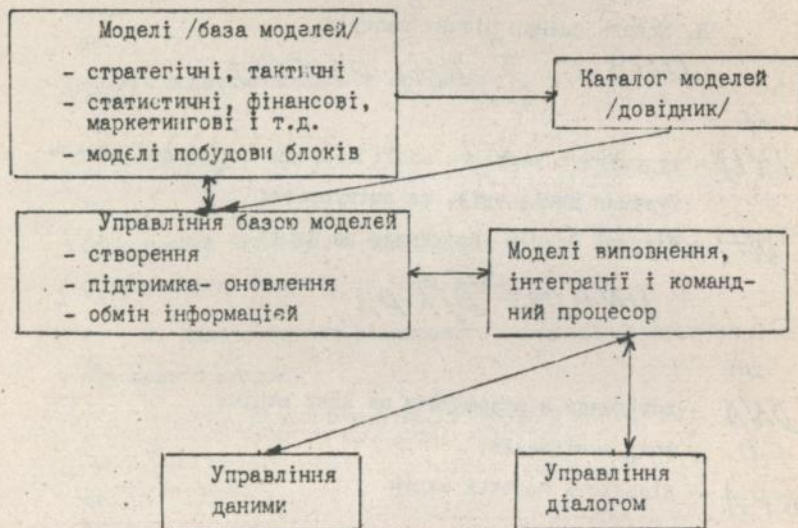 Моделі /база моделей/
- стратегічні, тактичні
- статистичні, фінансові,
маркетингові і т.д.
- моделі побудови блоків
Каталог моделей
/довідник/
Управління базою моделей
- створення
- підтримка- оновлення
- обмін інформацією
Моделі виповнення,
інтеграції і команд-
ний процесор
Управління
даними
Управління
діалогом